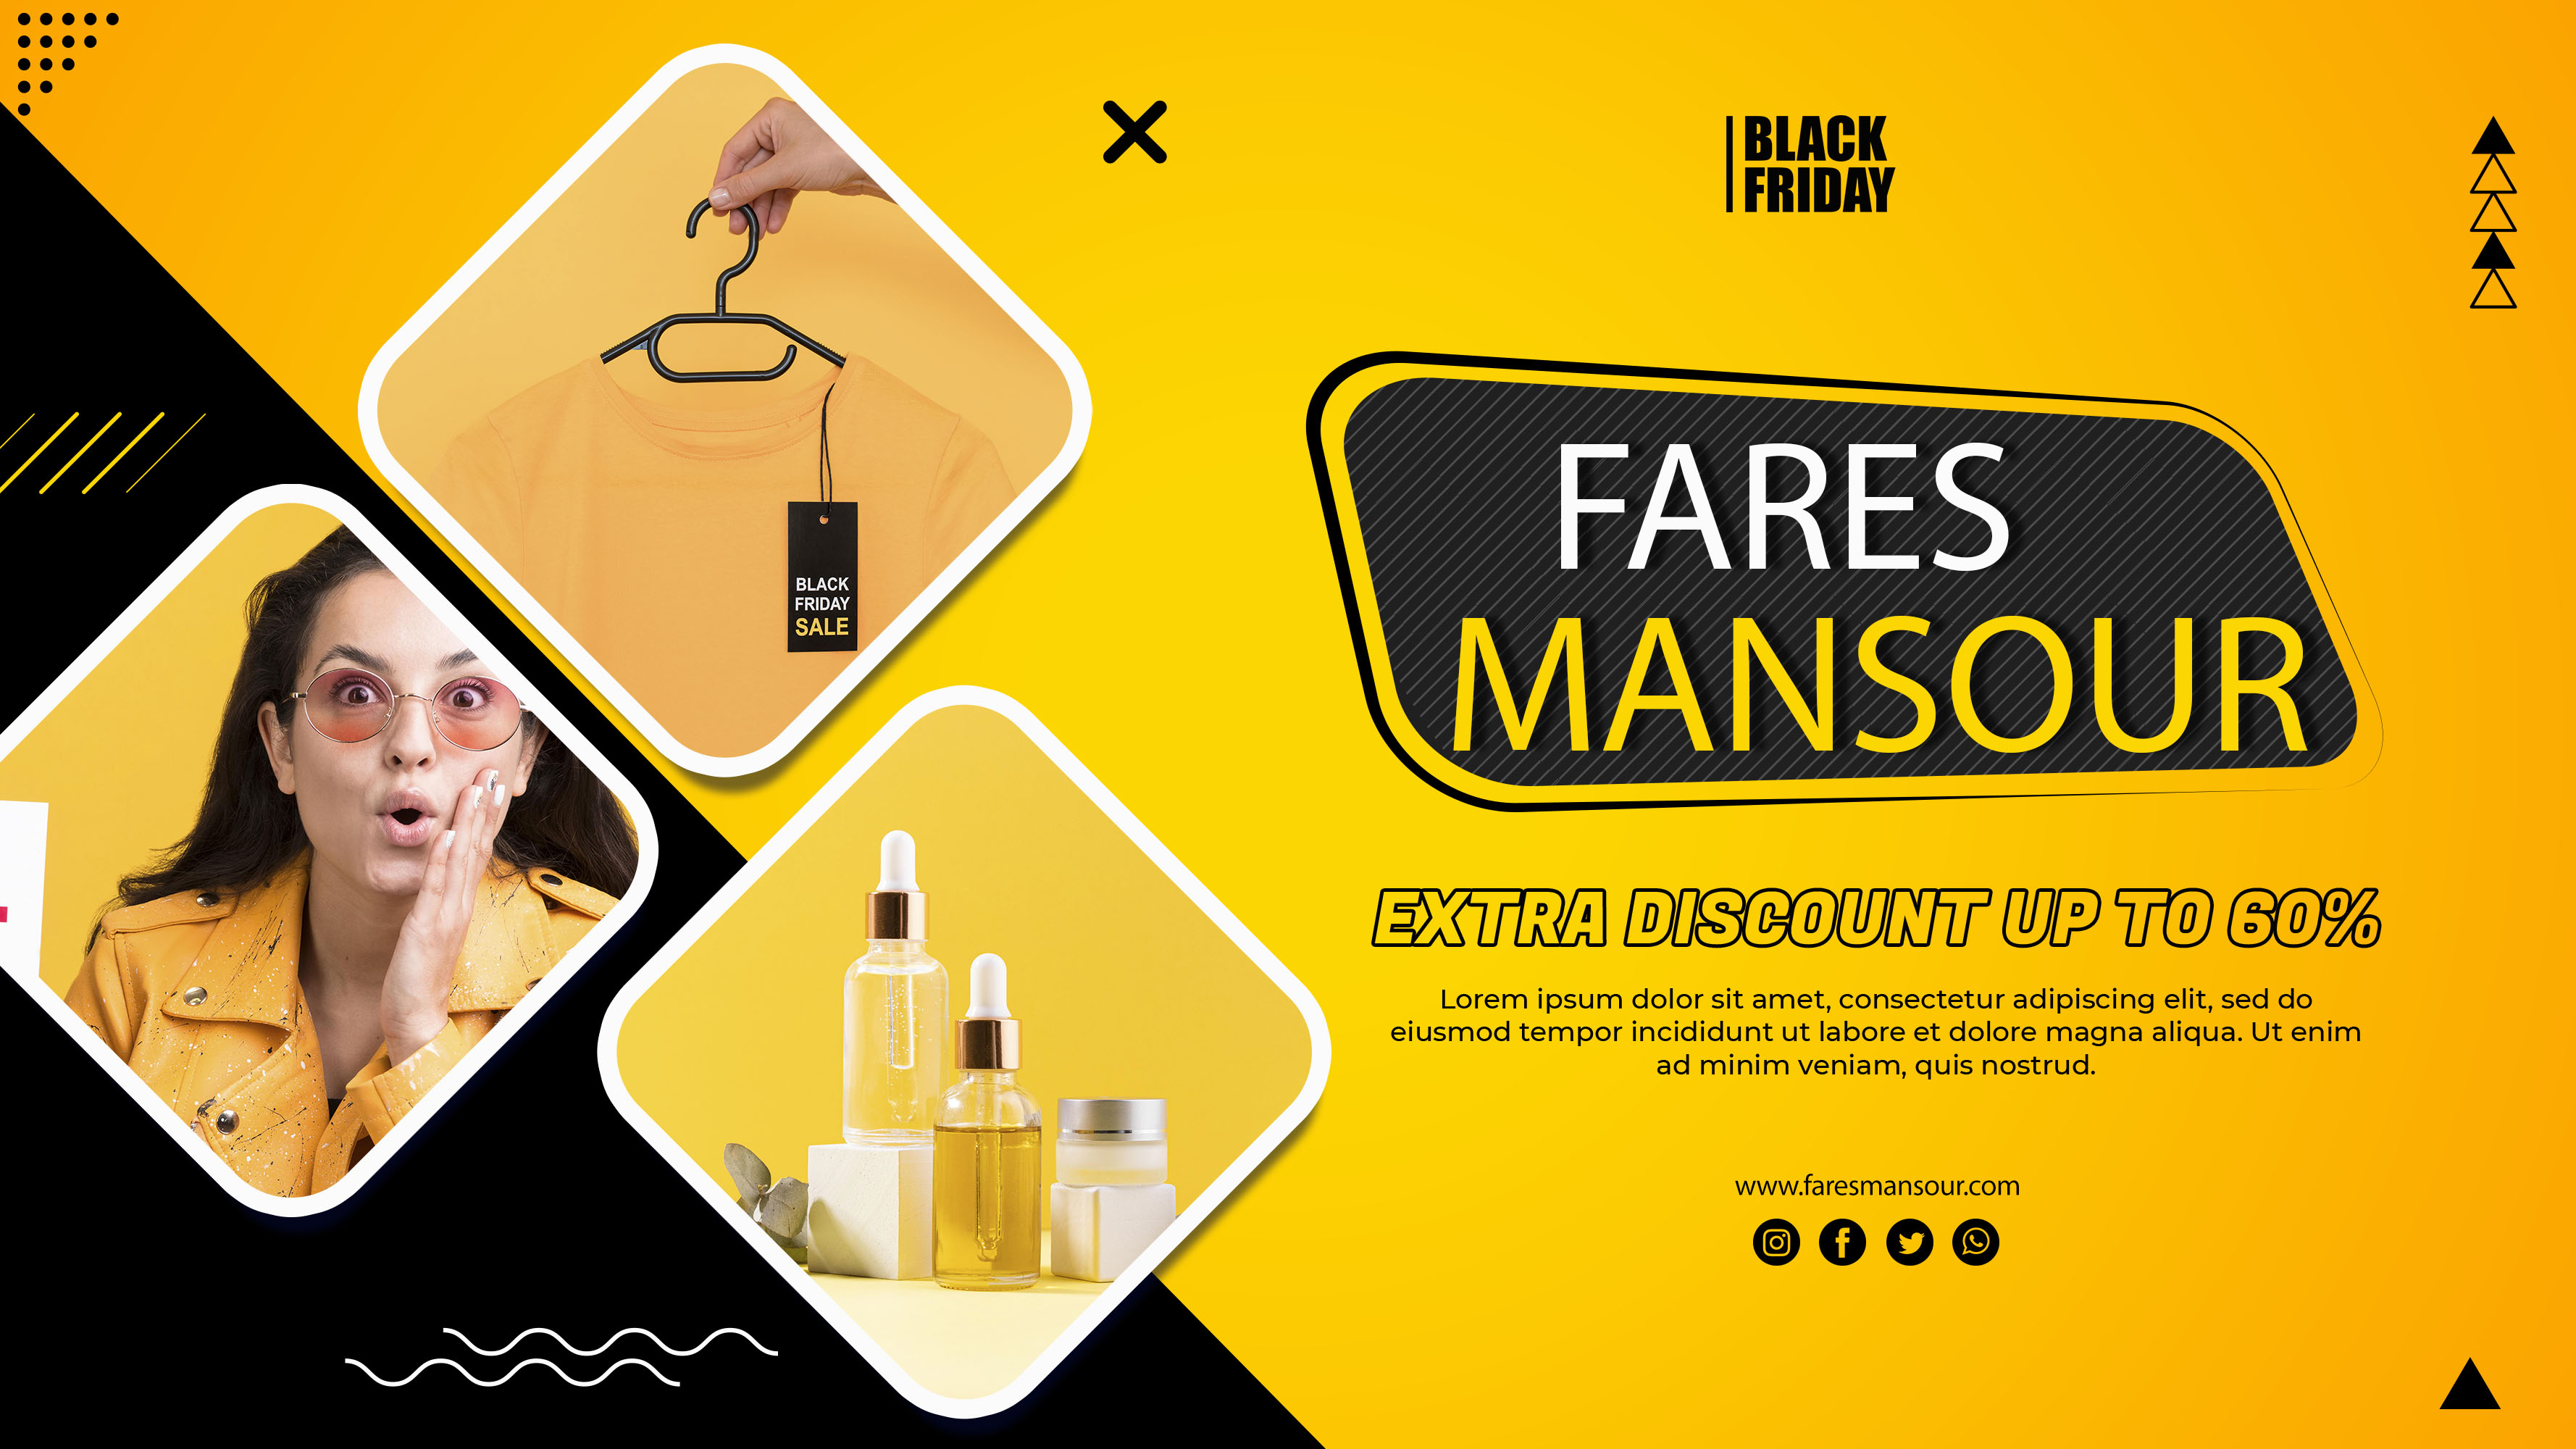 BLACK
FRIDAY
BLACK
FRIDAY
SALE
FARES
MANSOUR
EXTRA DISCOUNT UP TO 60%
Lorem ipsum dolor sit amet, consectetur adipiscing elit, sed do
eiusmod tempor incididunt ut labore et dolore magna aliqua. Ut enim
ad minim veniam, quis nostrud.
www.faresmansour.com